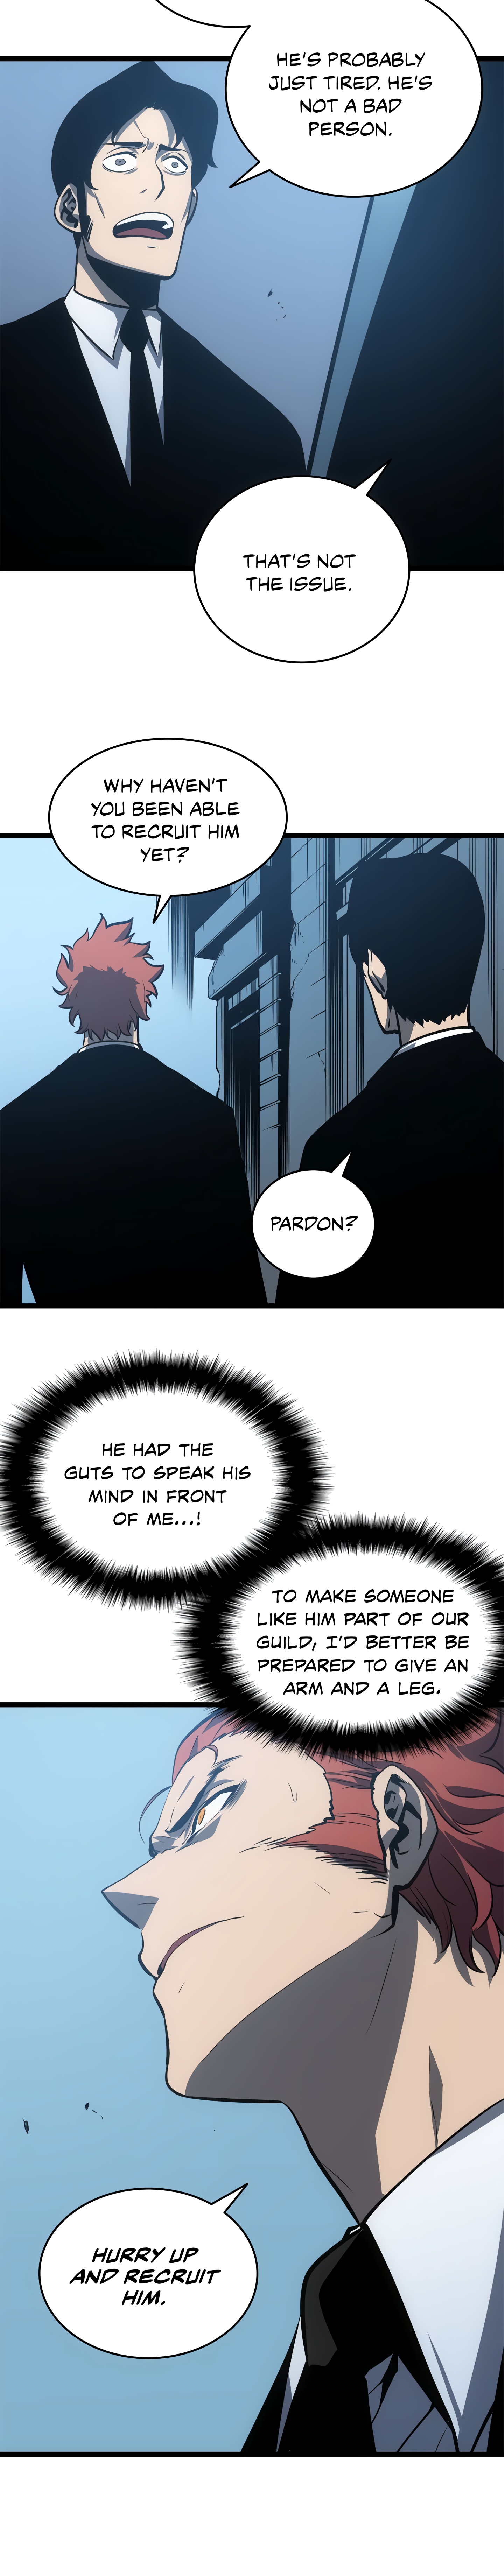 HE'S PROBABLY
JUST TIRED. HE'S
NOT A BAD
PERSON.
THAT'S NOT
THE ISSUE.
WHY HAVEN'T
YOU BEEN ABLE
TO RECRUIT HIM
YET?
PARDON?
HE HAD THE
GUTS TO SPEAK HIS
MIND IN FRONT
OF ME...!
TO MAKE SOMEONE
LIKE HIM PART OF OUR
GUILD; I'D BETTER BE
PREPARED TO GIVE AN
ARM AND A LEG.
HURRY UP
AND RECRUIT
HIM.